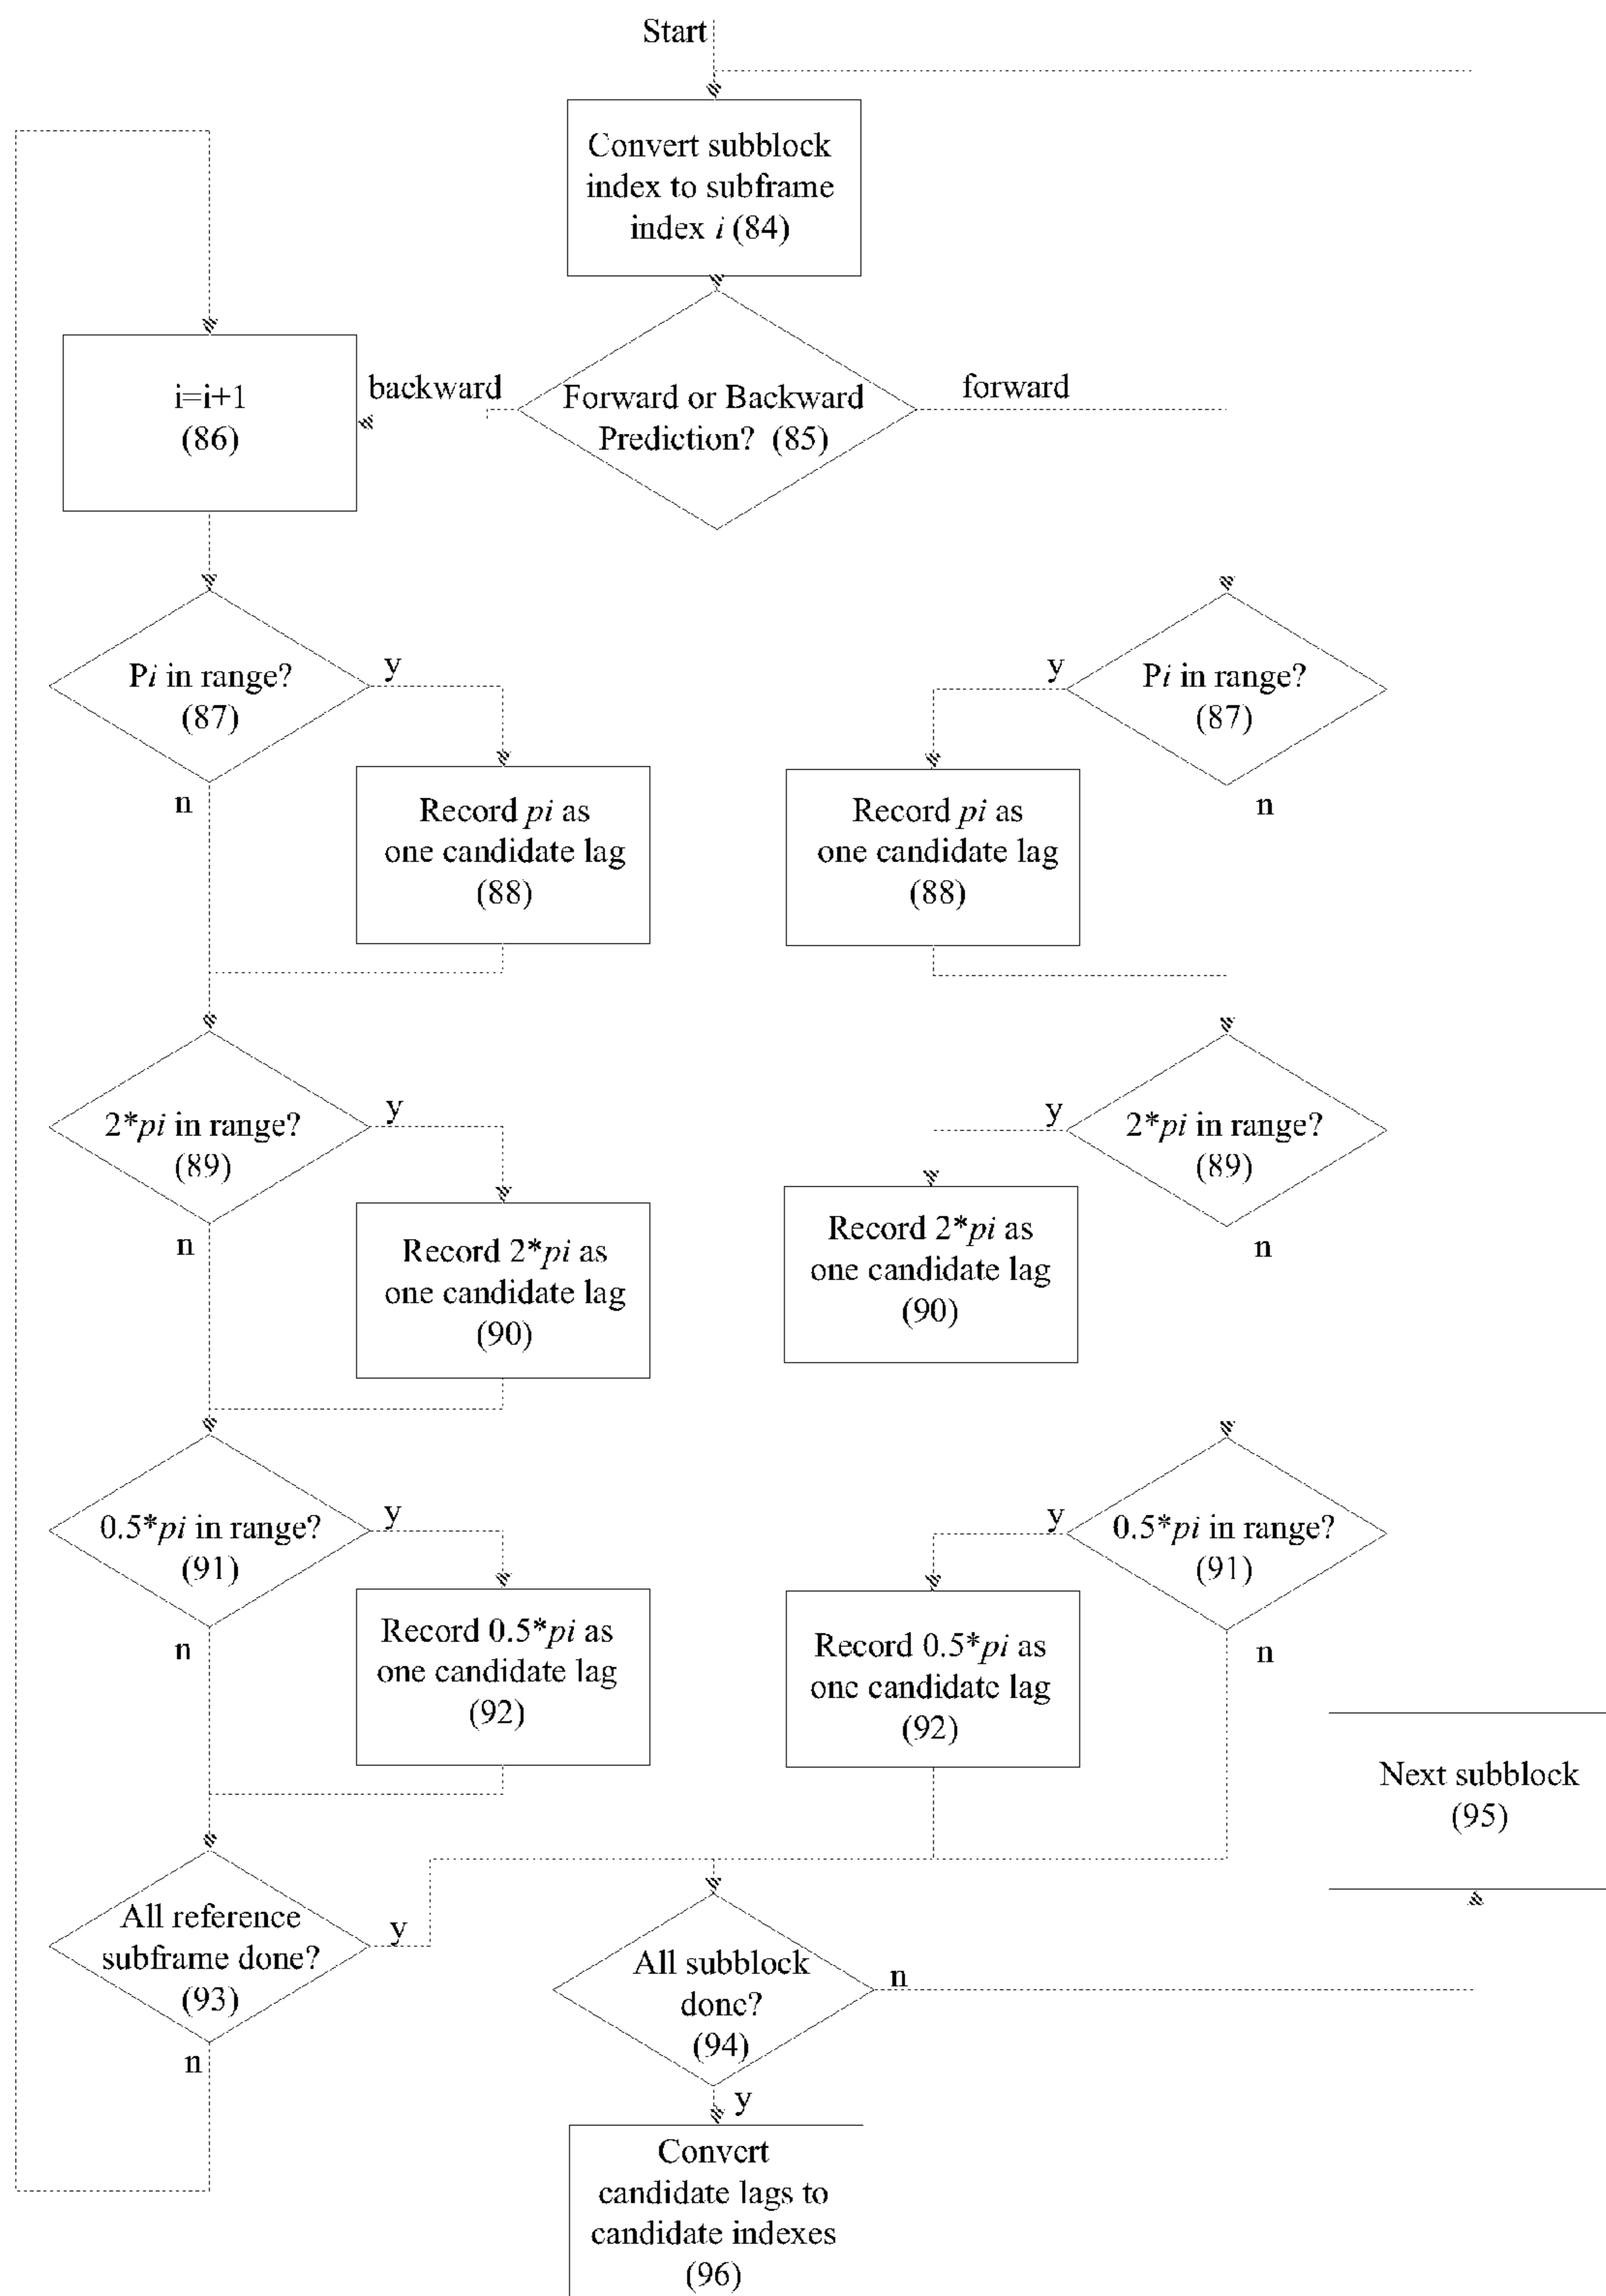 Start
Convert subblock
index to subframe
index i (84)
Forward or Backward
Prediction? (85)
backward
forward
i=i+1
(86)
Pi in range?
(87)
y
n
Record pi as
one candidate lag
(88)
2*pi in range?
(89)
y
n
Record 2*pi as
one candidate lag
(90)
0.5*pi in range?
(91)
y
n
Record 0.5*pi as
one candidate lag
(92)
All reference
subframe done?
(93)
y
n
Pi in range?
(87)
y
n
Record pi as
one candidate lag
(88)
2*pi in range?
(89)
y
n
Record 2*pi as
one candidate lag
(90)
0.5*pi in range?
(91)
y
n
Record 0.5*pi as
one candidate lag
(92)
Next subblock
(95)
All subblock
done?
(94)
n
y
Convert
candidate lags to
candidate indexes
(96)